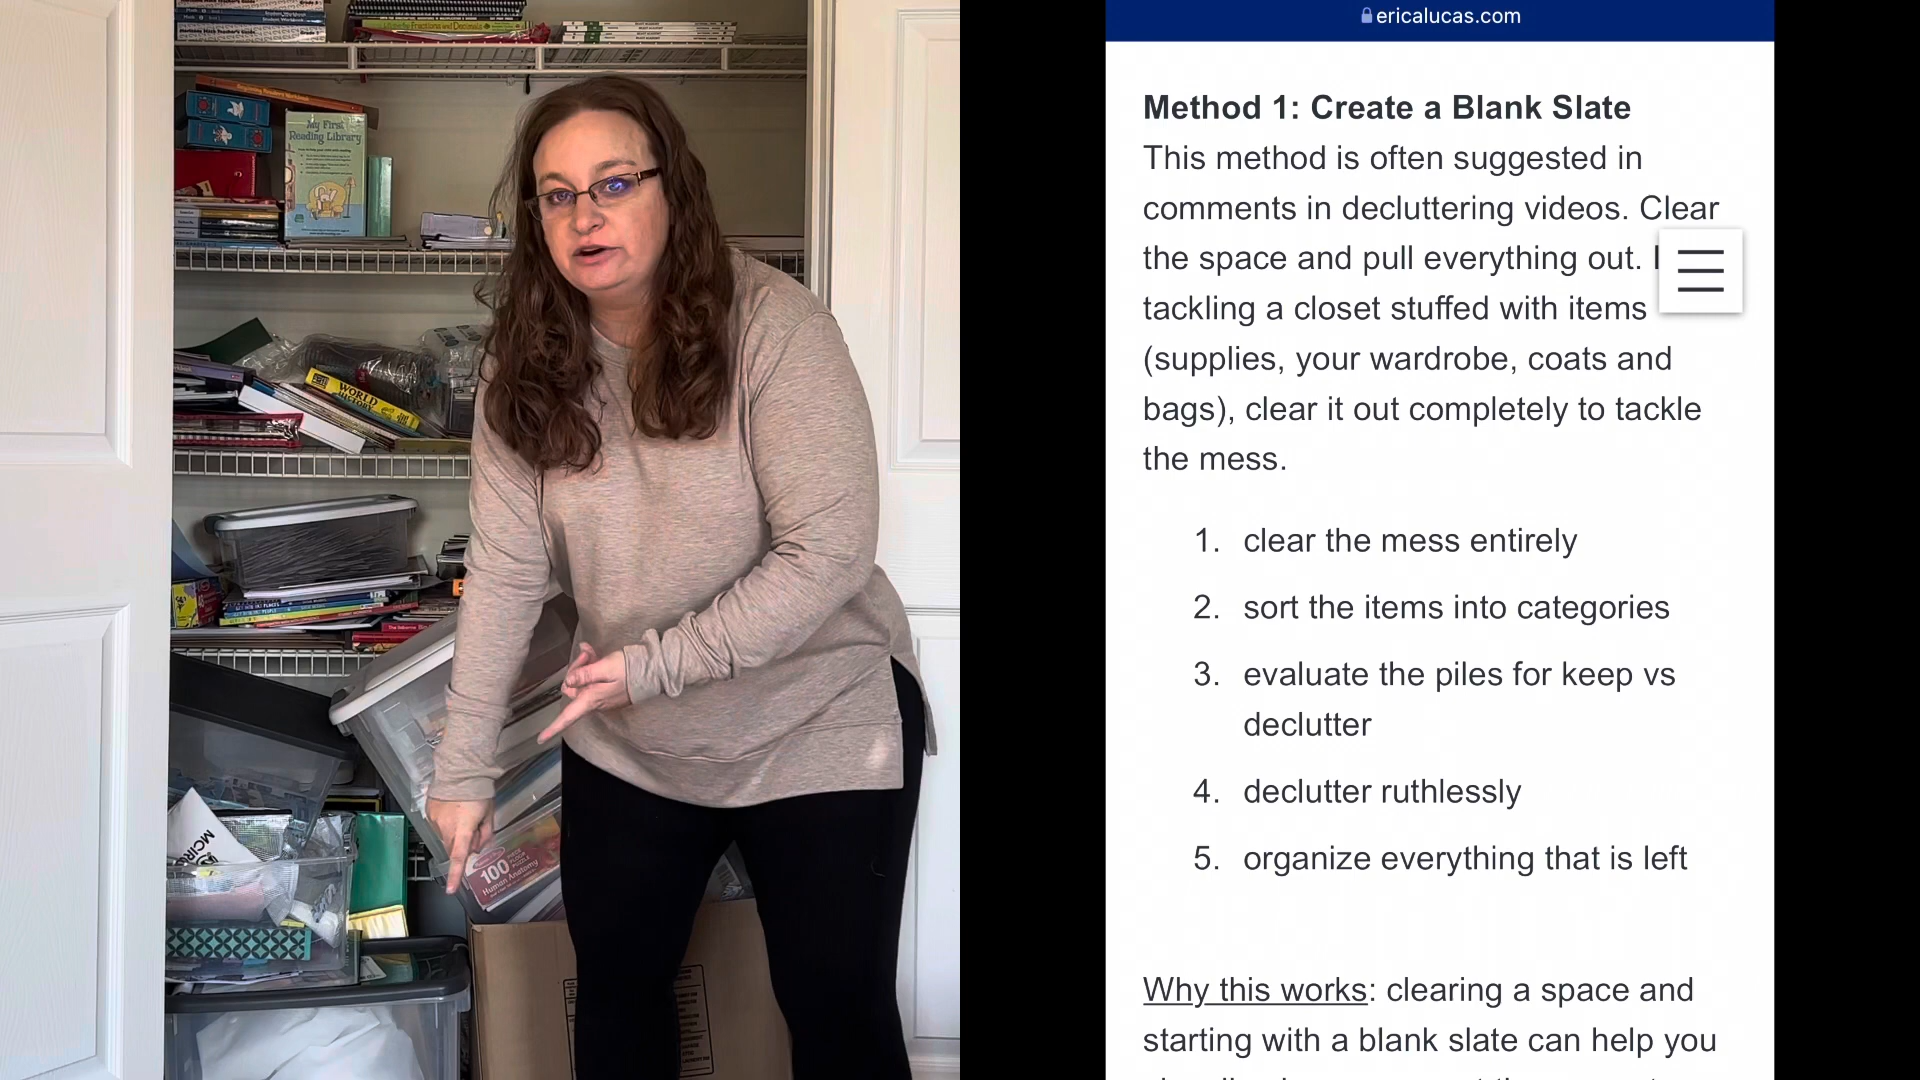 My First
Reading Library
WORLD
HISTORY
MCIR
100
Human Anatomy
ericalucas.com
Method 1: Create a Blank Slate
This method is often suggested in
comments in decluttering videos. Clear
the space and pull everything out.
tackling a closet stuffed with items
(supplies, your wardrobe, coats and
bags), clear it out completely to tackle
the mess.
1. clear the mess entirely
2. sort the items into categories
3. evaluate the piles for keep vs
declutter
4. declutter ruthlessly
5. organize everything that is left
Why this works: clearing a space and
starting with a blank slate can help you